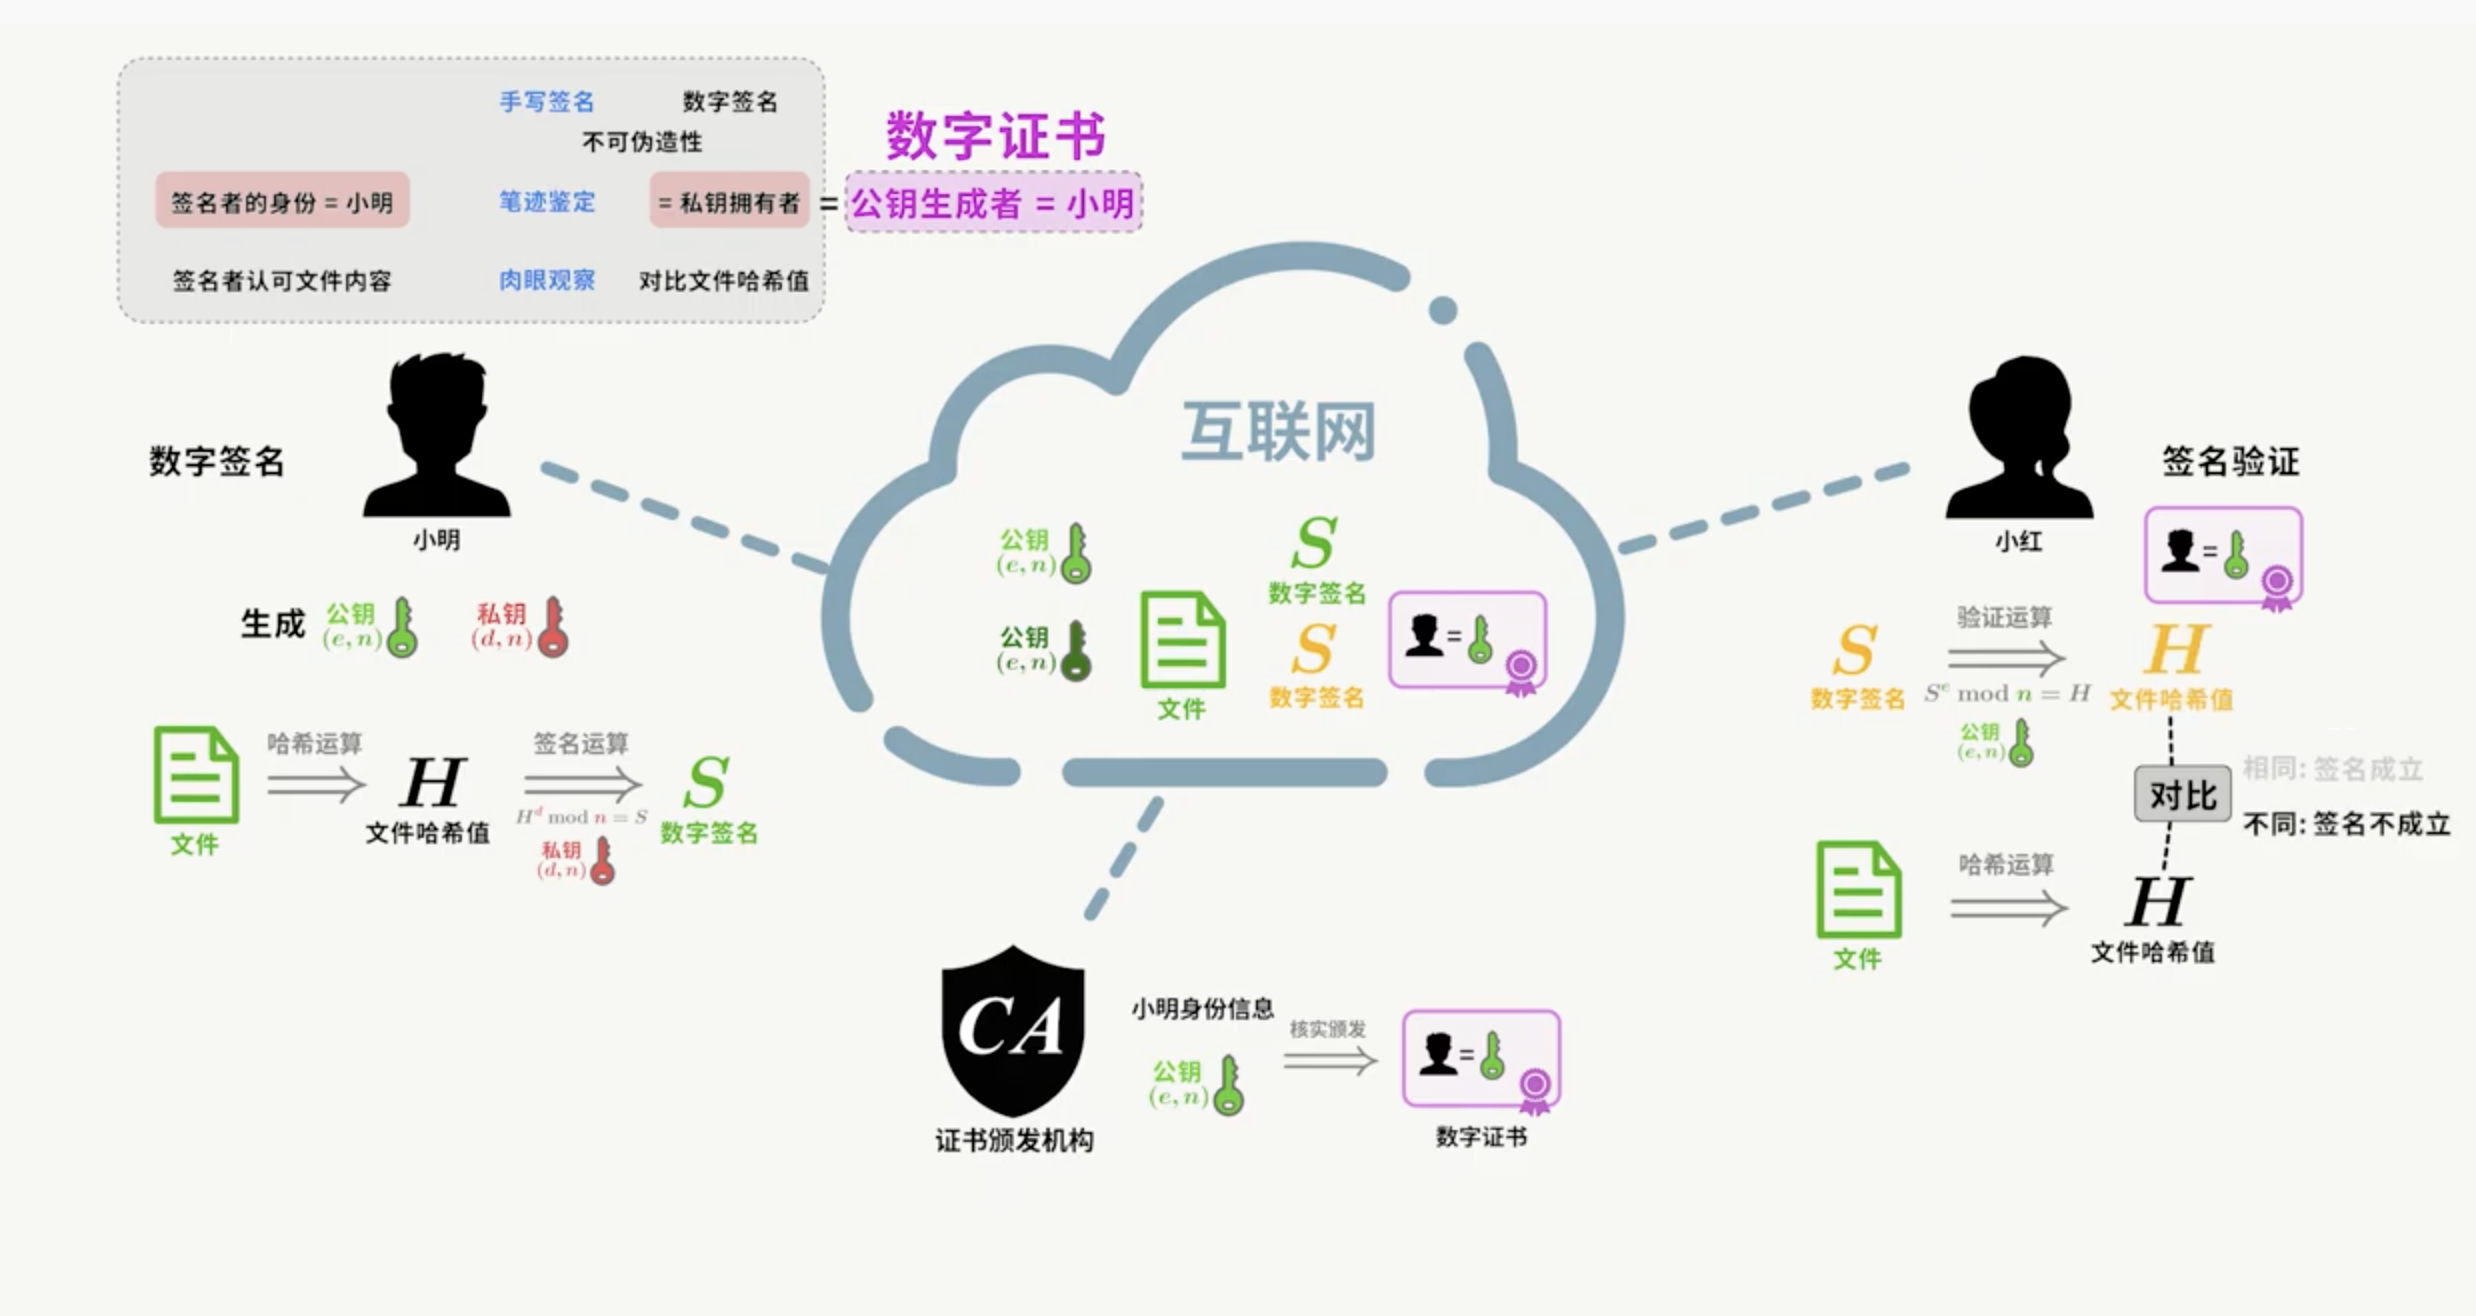 手写签名 数字签名
不可伪造性
签名者的身份 = 小明 笔迹鉴定 = 私钥拥有者
签名者认可文件内容 肉眼观察 对比文件哈希值
数字证书
= 公钥生成者 = 小明
数字签名
小明
生成 公钥 (e, n) 私钥 (d, n)
文件
哈希运算
H
文件哈希值
签名运算
H^d mod n = S
私钥
(d, n)
S
数字签名
互联网
公钥
(e, n)
公钥
(e, n)
文件
S
数字签名
S
数字签名
=
CA
证书颁发机构
小明身份信息
公钥
(e, n)
核实颁发
=
数字证书
小红
签名验证
=
S
数字签名
验证运算
S^e mod n = H
公钥
(e, n)
H
文件哈希值
对比
相同: 签名成立
不同: 签名不成立
文件
哈希运算
H
文件哈希值